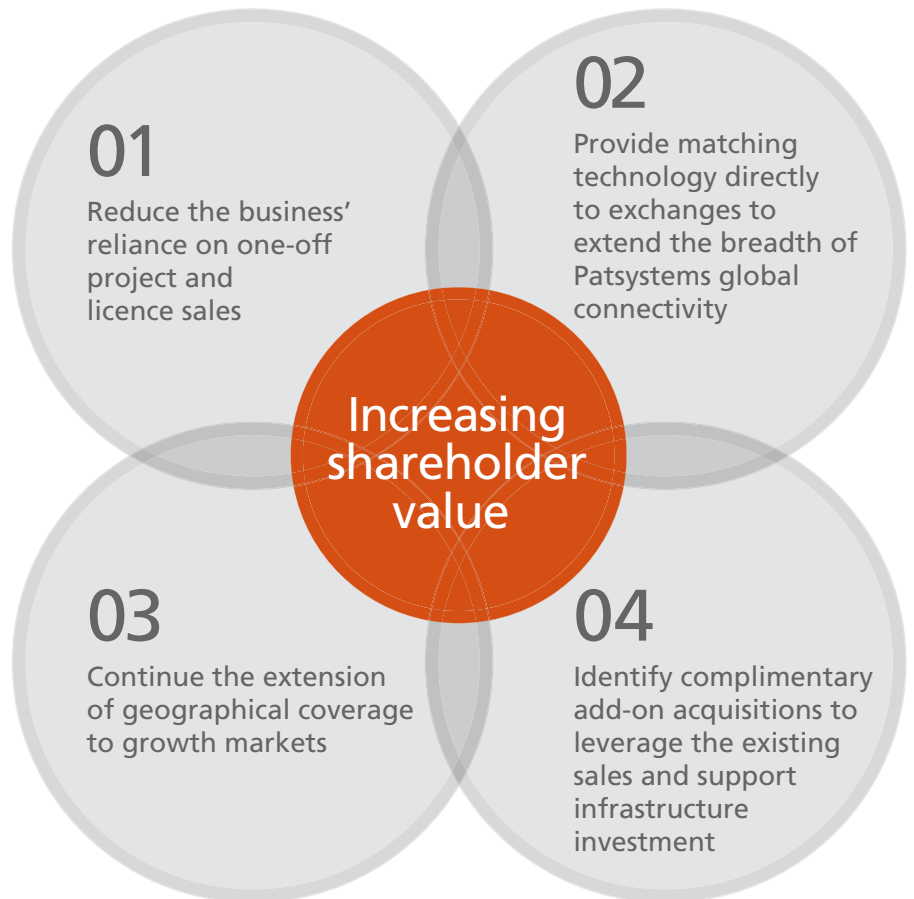 01
Reduce the business’
reliance on one-off
project and
licence sales
02
Provide matching
technology directly
to exchanges to
extend the breadth of
Patsystems global
connectivity
Increasing
shareholder
value
03
Continue the extension
of geographical coverage
to growth markets
04
Identify complimentary
add-on acquisitions to
leverage the existing
sales and support
infrastructure
investment